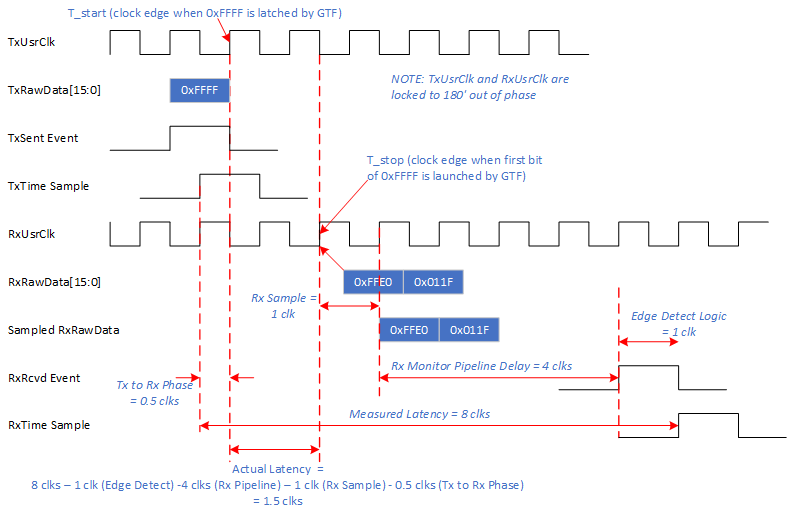 T_start (clock edge when 0xFFFF is latched by GTF)
TxUsrClk
TxRawData[15:0]
0xFFFF
NOTE: TxUsrClk and RxUsrClk are
locked to 180' out of phase
TxSent Event
T_stop (clock edge when first bit
of 0xFFFF is launched by GTF)
TxTime Sample
RxUsrClk
RxRawData[15:0]
0xFFE0
0x011F
Rx Sample =
1 clk
Sampled RxRawData
0xFFE0
0x011F
Edge Detect Logic
= 1 clk
Rx Monitor Pipeline Delay = 4 clks
RxRcvd Event
Tx to Rx Phase
= 0.5 clks
Measured Latency = 8 clks
RxTime Sample
Actual Latency =
8 clks – 1 clk (Edge Detect) -4 clks (Rx Pipeline) – 1 clk (Rx Sample) - 0.5 clks (Tx to Rx Phase)
= 1.5 clks